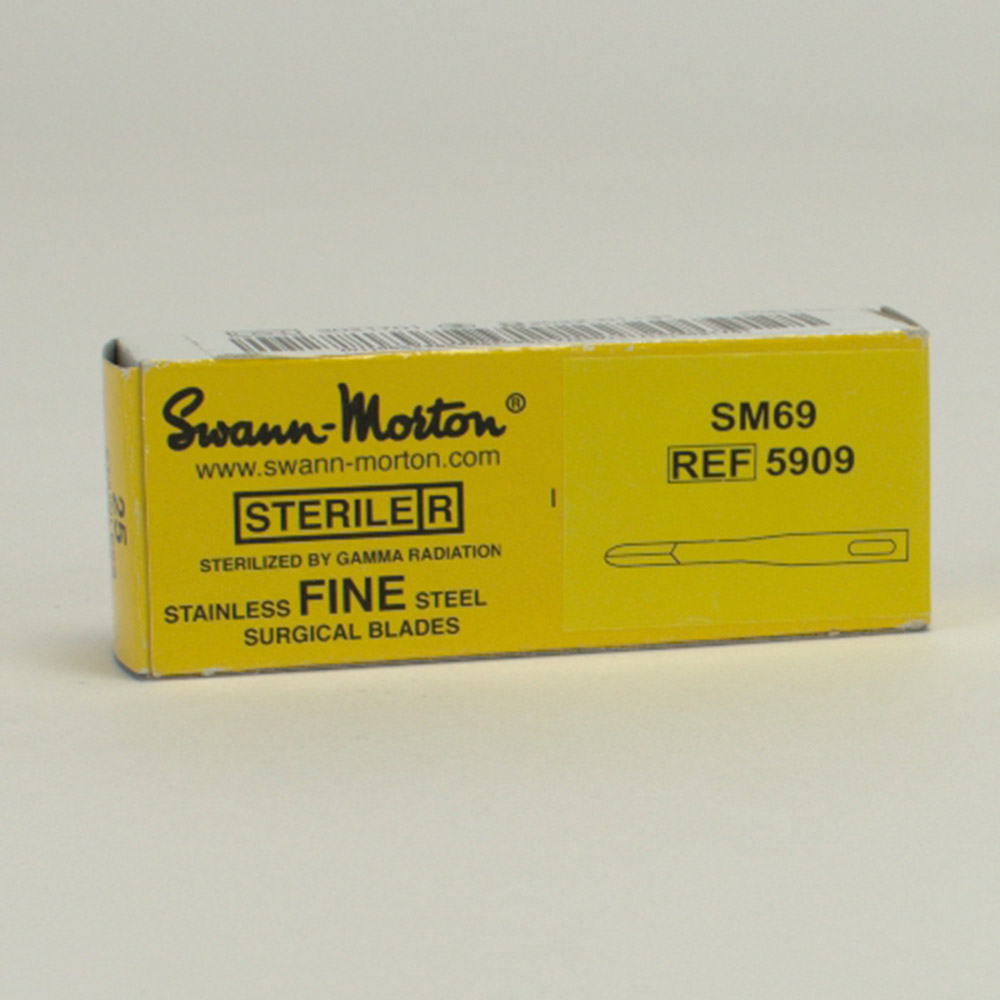 Swann-Morton®
www.swann-morton.com
STERILE R
STERILIZED BY GAMMA RADIATION
STAINLESS FINE STEEL
SURGICAL BLADES
SM69
REF 5909
25